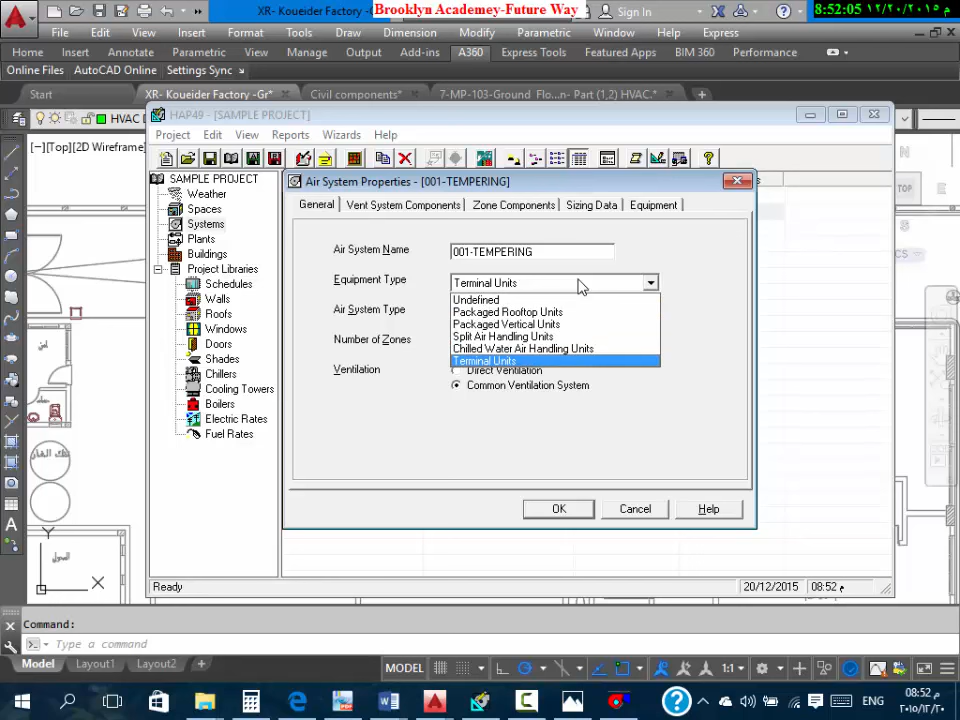 XR- Koueider Factory -G
Brooklyn Academey-Future Way
Sign In
8:52:05 ١٢/٢٠/٢٠١٥ م
File Edit View Insert Format Tools Draw Dimension Modify Parametric Window Help Express
Home Insert Annotate Parametric View Manage Output Add-ins A360 Express Tools Featured Apps BIM 360 Performance
Online Files AutoCAD Online Settings Sync
Start XR- Koueider Factory -Gr* Civil components* 7-MP-103-Ground Flo...n- Part (1,2) HVAC.*
HVAC D
HAP49 - [SAMPLE PROJECT]
Project Edit View Reports Wizards Help
[−][Top][2D Wireframe]
N
TOP
SAMPLE PROJECT
Weather
Spaces
Systems
Plants
Buildings
Project Libraries
Schedules
Walls
Roofs
Windows
Doors
Shades
Chillers
Cooling Towers
Boilers
Electric Rates
Fuel Rates
Air System Properties - [001-TEMPERING]
General Vent System Components Zone Components Sizing Data Equipment
Air System Name 001-TEMPERING
Equipment Type Terminal Units
Undefined
Packaged Rooftop Units
Packaged Vertical Units
Split Air Handling Units
Chilled Water Air Handling Units
Terminal Units
Air System Type
Number of Zones
Ventilation Direct Ventilation
Common Ventilation System
OK Cancel Help
Y
X
Ready 20/12/2015 08:52 م
Command:
Type a command
Model Layout1 Layout2 +
MODEL 1:1
ENG
08:52 م
٢٠١٥/١٢/٢٠